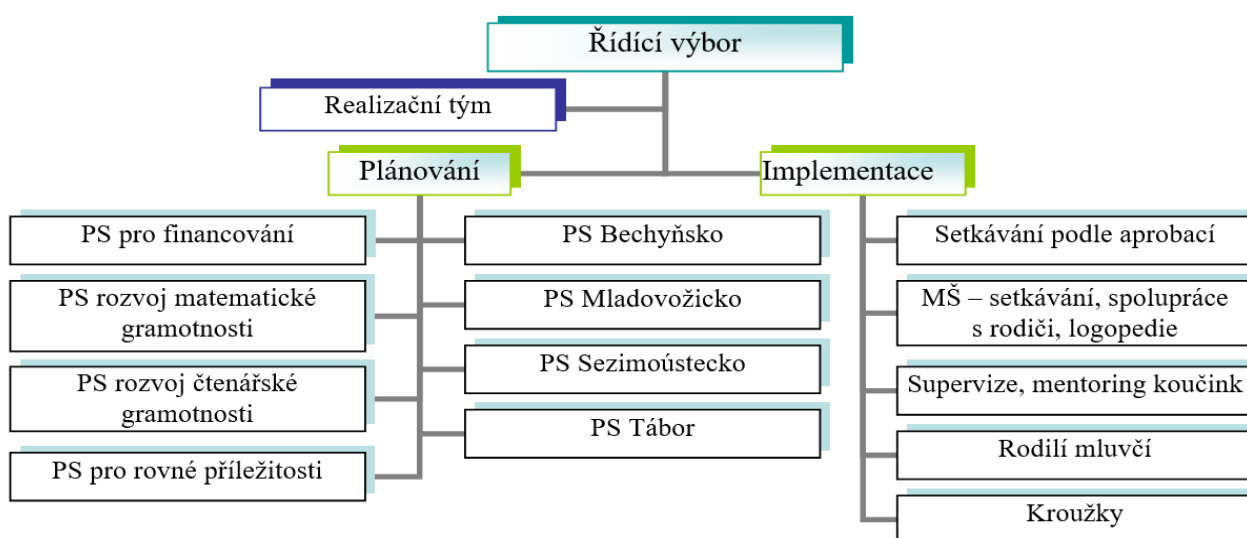 Řídící výbor
Realizační tým
Plánování
Implementace
PS pro financování
PS rozvoj matematické
gramotnosti
PS rozvoj čtenářské
gramotnosti
PS pro rovné příležitosti
PS Bechyňsko
PS Mladovožicko
PS Sezimoústecko
PS Tábor
Setkávání podle aprobací
MŠ – setkávání, spolupráce
s rodiči, logopedie
Supervize, mentoring koučink
Rodilí mluvčí
Kroužky